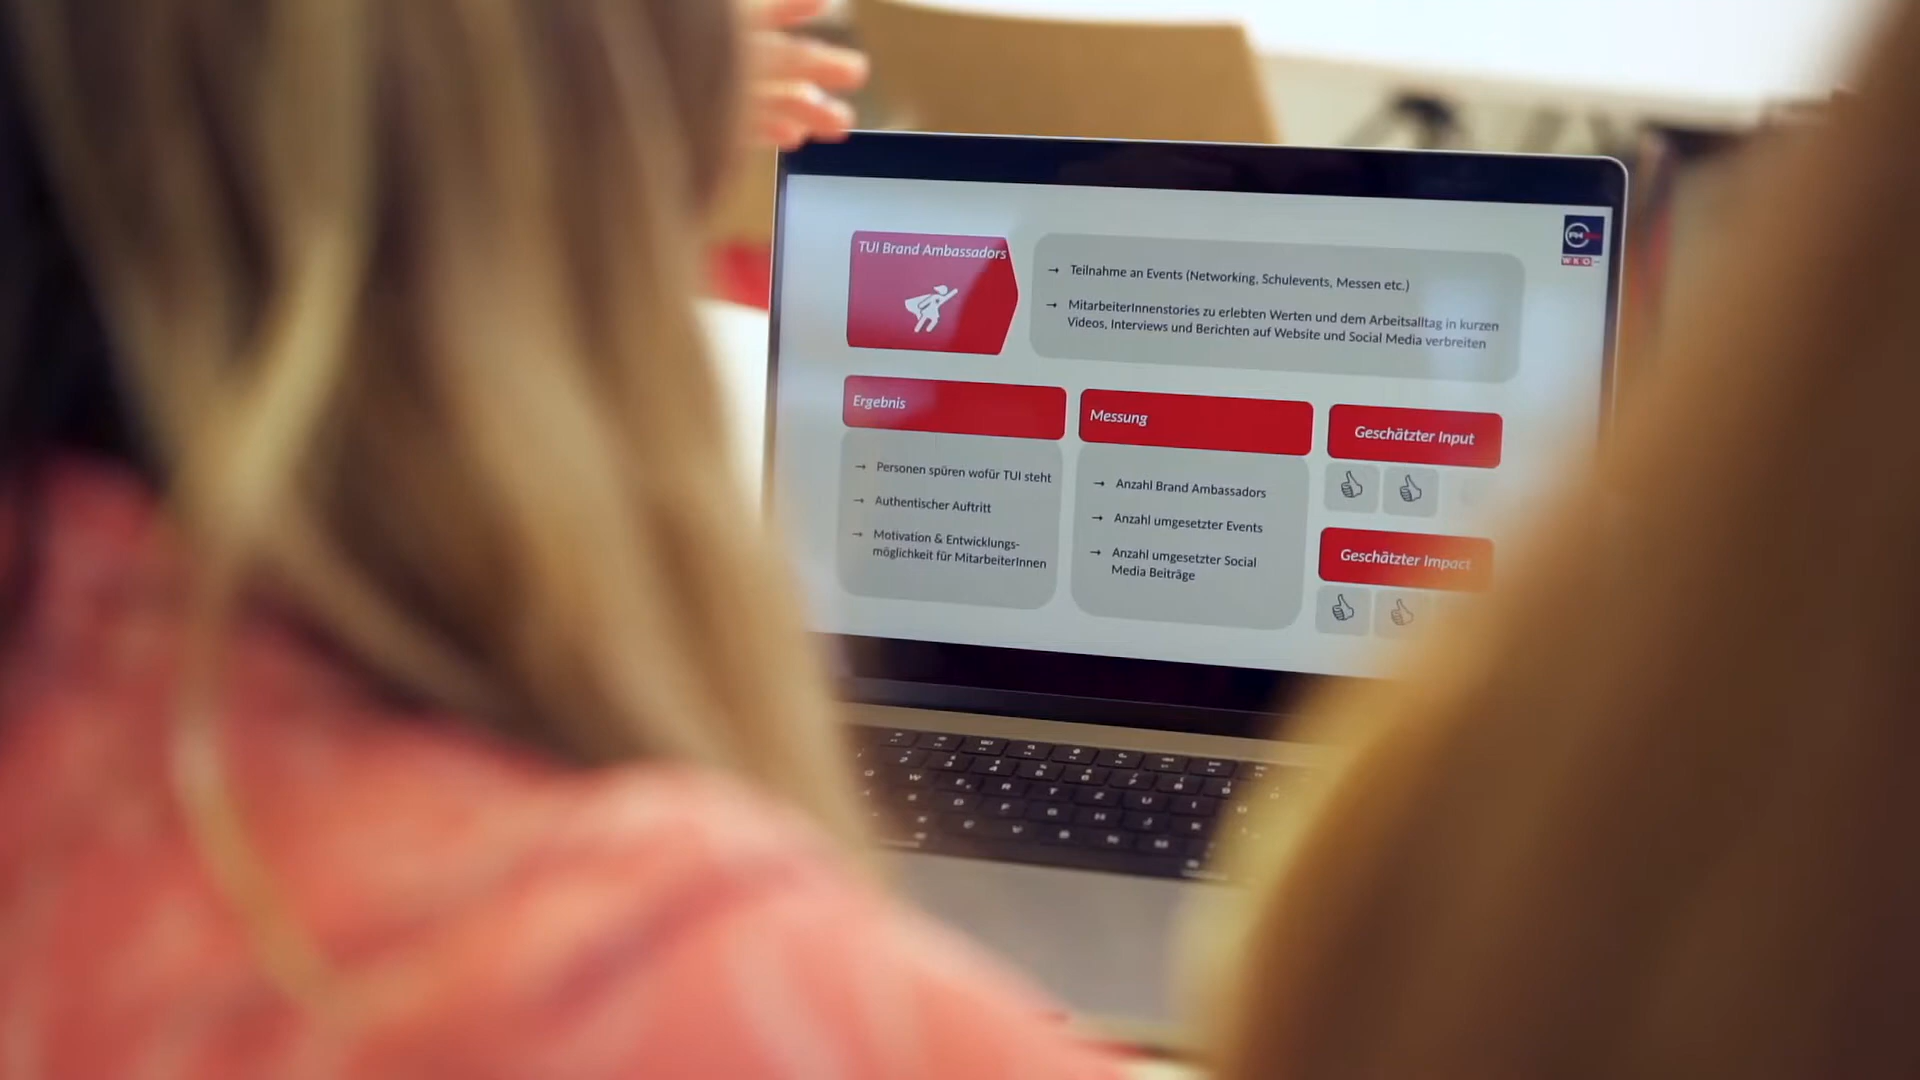 TUI Brand Ambassadors
→ Teilnahme an Events (Networking, Schulevents, Messen etc.)
→ MitarbeiterInnenstories zu erlebten Werten und dem Arbeitsalltag in kurzen
Videos, Interviews und Berichten auf Website und Social Media verbreiten
WKO
Ergebnis
→ Personen spüren wofür TUI steht
→ Authentischer Auftritt
→ Motivation & Entwicklungs-
möglichkeit für MitarbeiterInnen
Messung
→ Anzahl Brand Ambassadors
→ Anzahl umgesetzter Events
→ Anzahl umgesetzter Social
Media Beiträge
Geschätzter Input
Geschätzter Impact